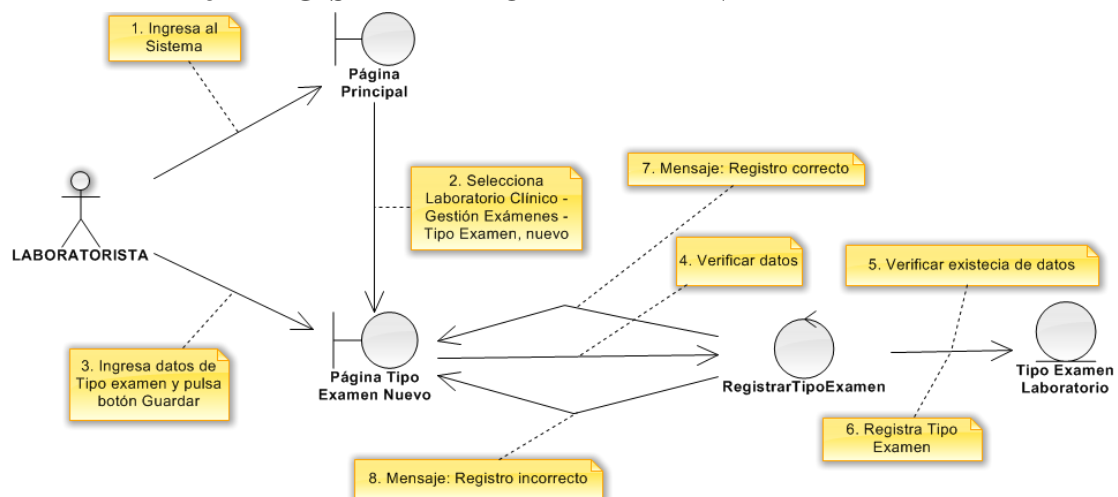 1. Ingresa al
Sistema
Página
Principal
2. Selecciona
Laboratorio Clínico -
Gestión Exámenes -
Tipo Examen, nuevo
7. Mensaje: Registro correcto
LABORATORISTA
4. Verificar datos
5. Verificar existecia de datos
3. Ingresa datos de
Tipo examen y pulsa
botón Guardar
Página Tipo
Examen Nuevo
RegistrarTipoExamen
Tipo Examen
Laboratorio
6. Registra Tipo
Examen
8. Mensaje: Registro incorrecto